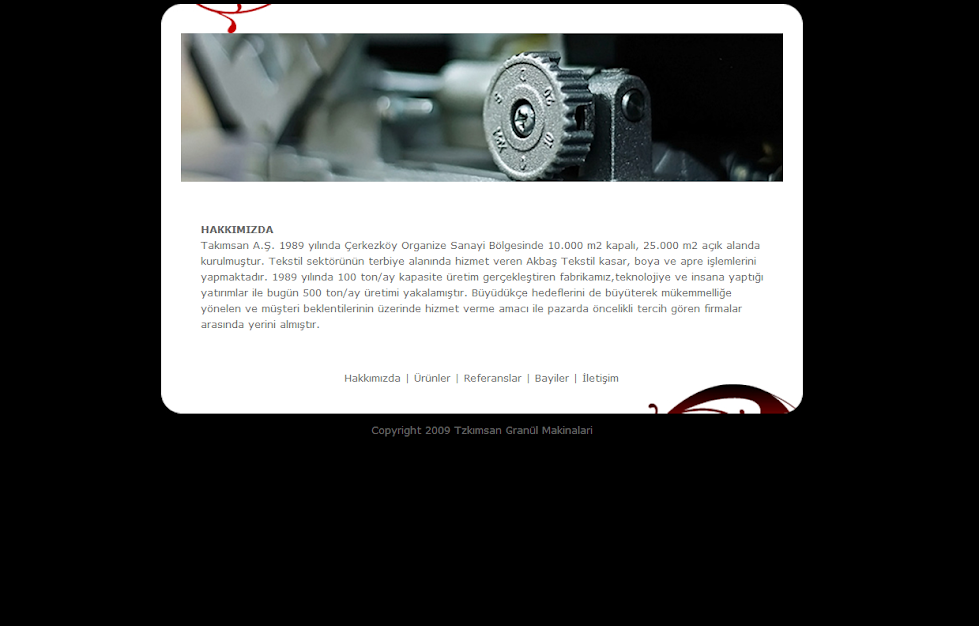 HAKKIMIZDA
Takımsan A.Ş. 1989 yılında Çerkezköy Organize Sanayi Bölgesinde 10.000 m2 kapalı, 25.000 m2 açık alanda
kurulmuştur. Tekstil sektörünün terbiye alanında hizmet veren Akbaş Tekstil kasar, boya ve apre işlemlerini
yapmaktadır. 1989 yılında 100 ton/ay kapasite üretim gerçekleştiren fabrikamız,teknolojiye ve insana yaptığı
yatırımlar ile bugün 500 ton/ay üretimi yakalamıştır. Büyüdükçe hedeflerini de büyüterek mükemmelliğe
yönelen ve müşteri beklentilerinin üzerinde hizmet verme amacı ile pazarda öncelikli tercih gören firmalar
arasında yerini almıştır.
Hakkımızda | Ürünler | Referanslar | Bayiler | İletişim
Copyright 2009 Tzkımsan Granül Makinalari